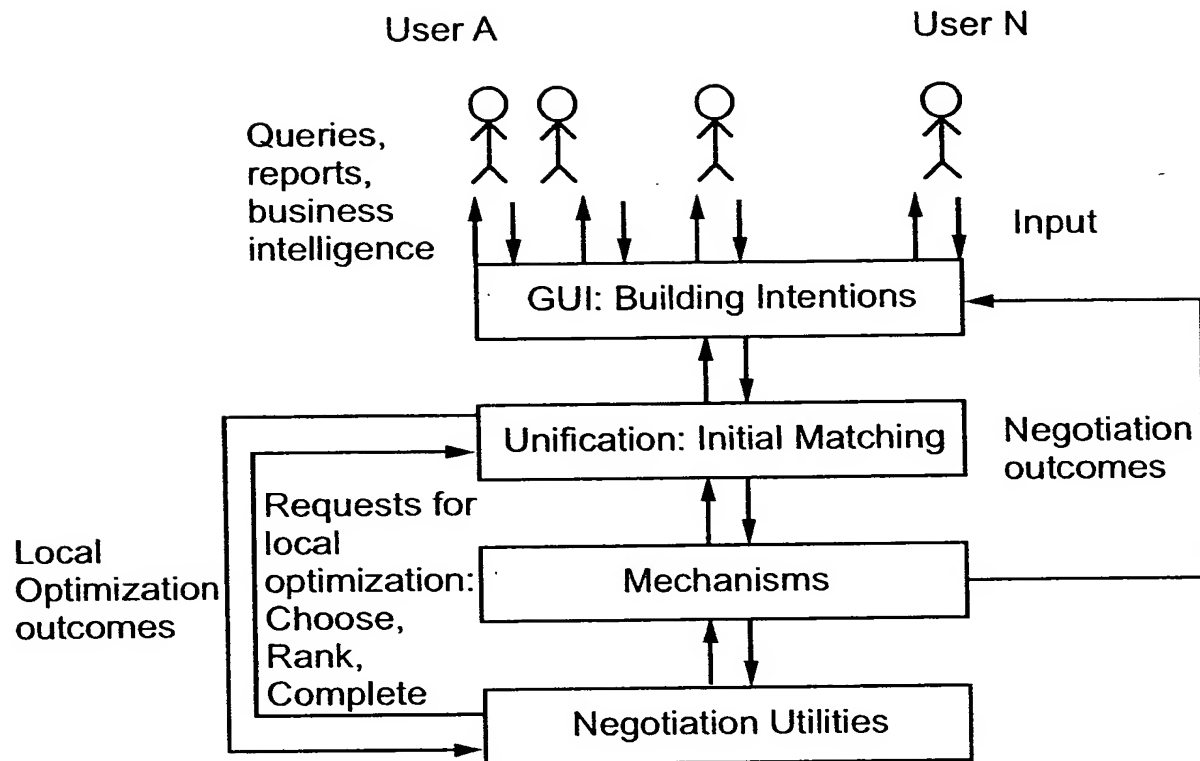 User A
User N
Queries,
reports,
business
intelligence
Input
GUI: Building Intentions
Unification: Initial Matching
Negotiation
outcomes
Requests for
local
optimization:
Choose,
Rank,
Complete
Local
Optimization
outcomes
Mechanisms
Negotiation Utilities